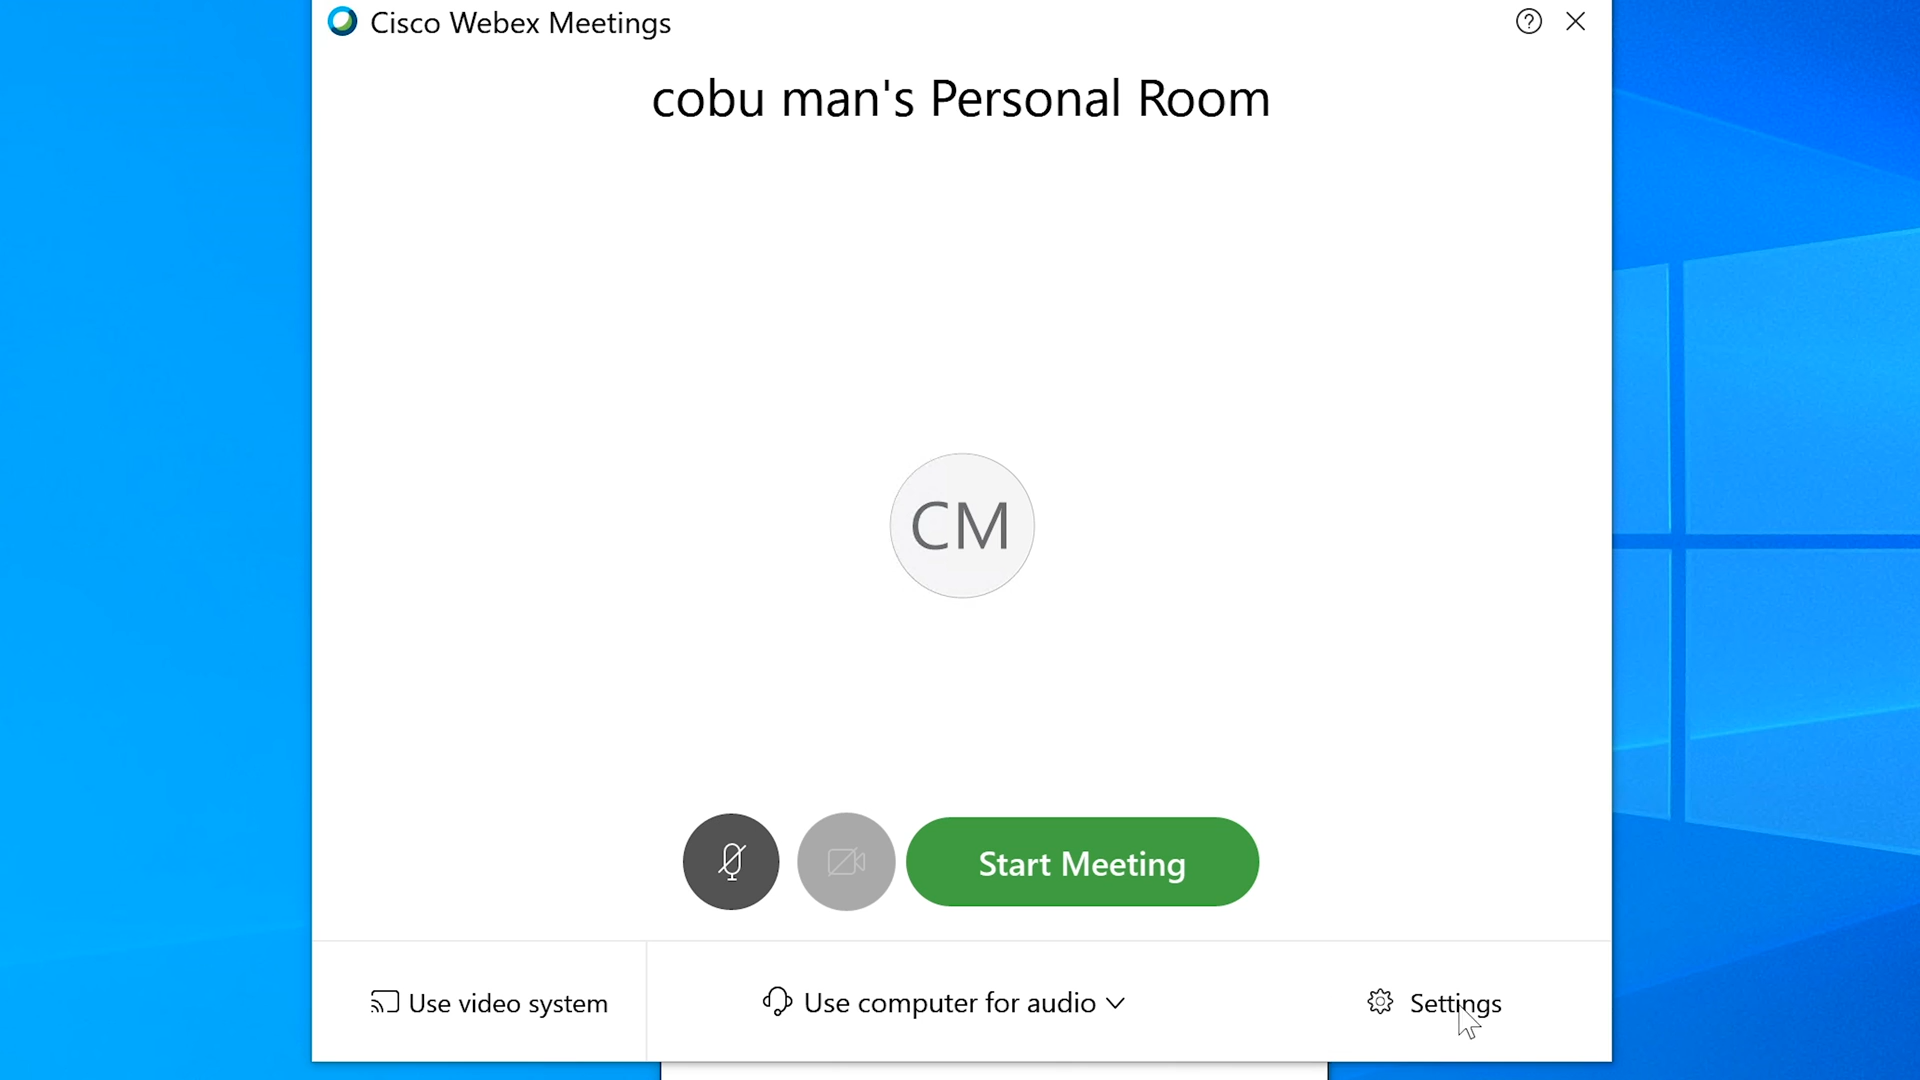 Cisco Webex Meetings
cobu man's Personal Room
CM
Start Meeting
Use video system
Use computer for audio
Settings